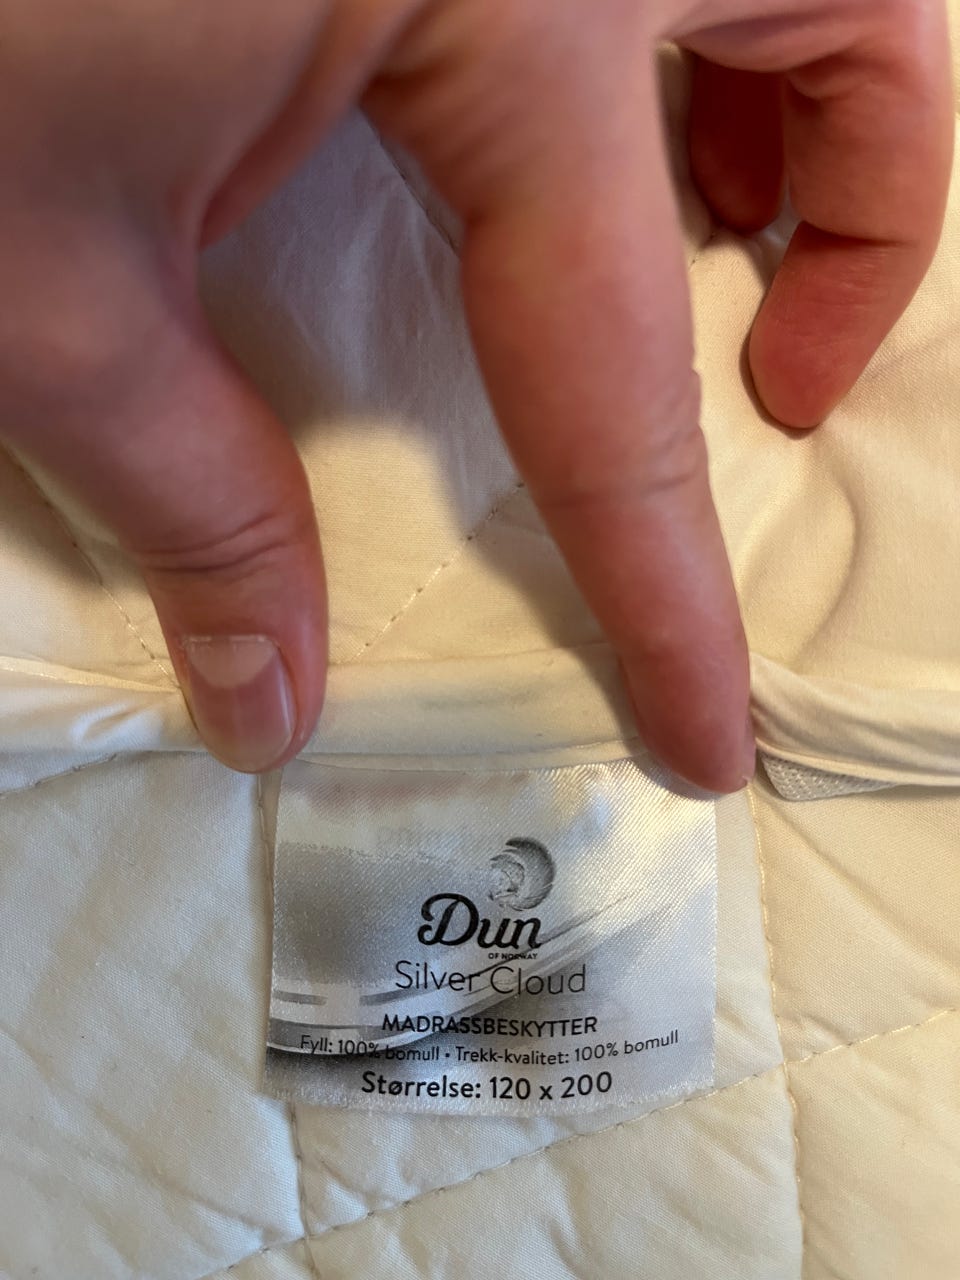 Dun
OF NORWAY
Silver Cloud
MADRASSBESKYTTER
Fyll: 100% bomull • Trekk-kvalitet: 100% bomull
Størrelse: 120 x 200